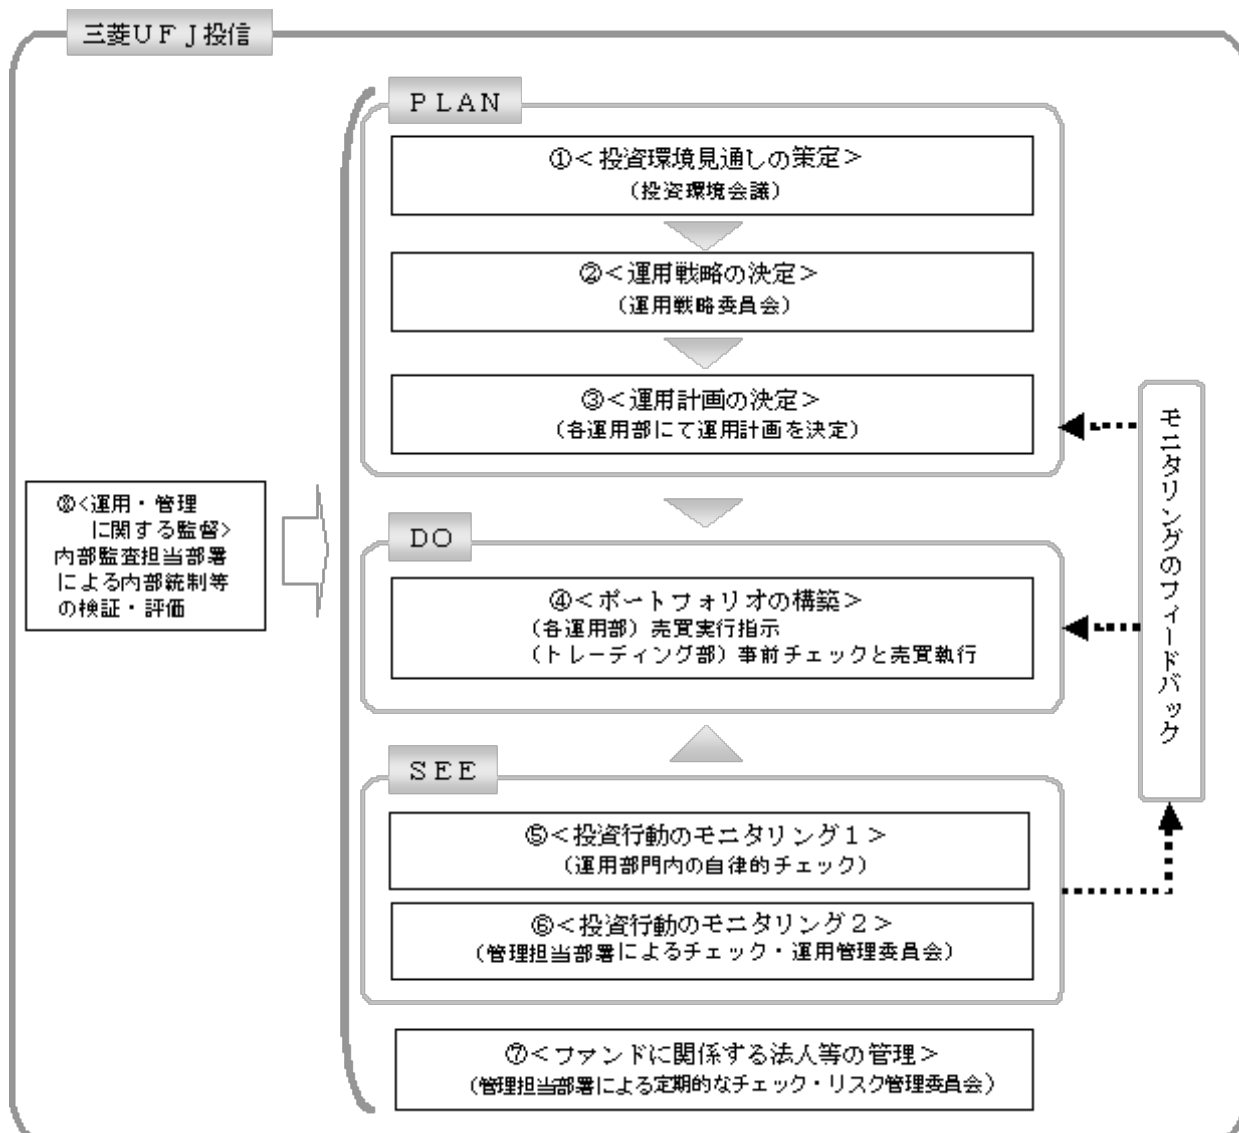 三菱ＵＦＪ投信
ＰＬＡＮ
①＜投資環境見通しの策定＞
（投資環境会議）
②＜運用戦略の決定＞
（運用戦略委員会）
③＜運用計画の決定＞
（各運用部にて運用計画を決定）
モニタリングのフィードバック
⑧＜運用・管理
に関する監督＞
内部監査担当部署
による内部統制等
の検証・評価
ＤＯ
④＜ポートフォリオの構築＞
（各運用部）売買実行指示
（トレーディング部）事前チェックと売買執行
ＳＥＥ
⑤＜投資行動のモニタリング１＞
（運用部門内の自律的チェック）
⑥＜投資行動のモニタリング２＞
（管理担当部署によるチェック・運用管理委員会）
⑦＜ファンドに関係する法人等の管理＞
（管理担当部署による定期的なチェック・リスク管理委員会）